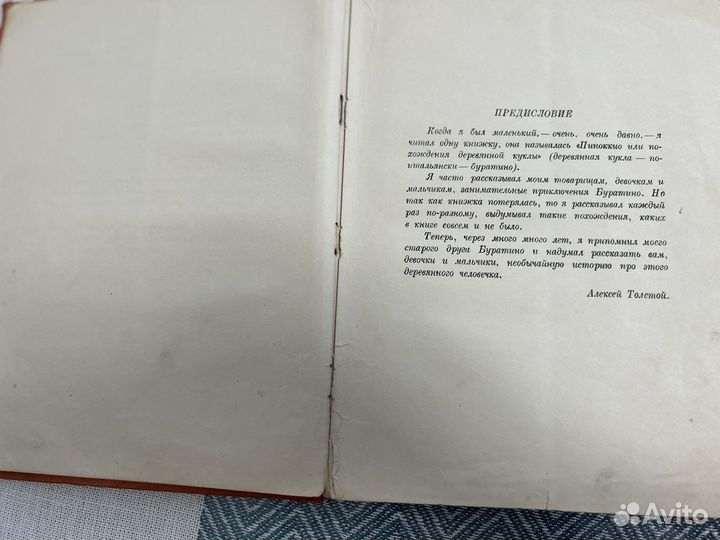 ПРЕДИСЛОВИЕ
Когда я был маленький, — очень, очень давно, — я
читал одну книжку, она называлась «Пиноккио или по-
хождения деревянной куклы» (деревянная кукла — по-
итальянски — буратино).
Я часто рассказывал моим товарищам, девочкам и
мальчикам, занимательные приключения Буратино. Но
так как книжка потерялась, то я рассказывал каждый
раз по-разному, выдумывал такие похождения, каких
в книге совсем и не было.
Теперь, через много много лет, я припомнил моего
старого друга Буратино и надумал рассказать вам,
девочки и мальчики, необычайную историю про этого
деревянного человечка.
Алексей Толстой.
Avito